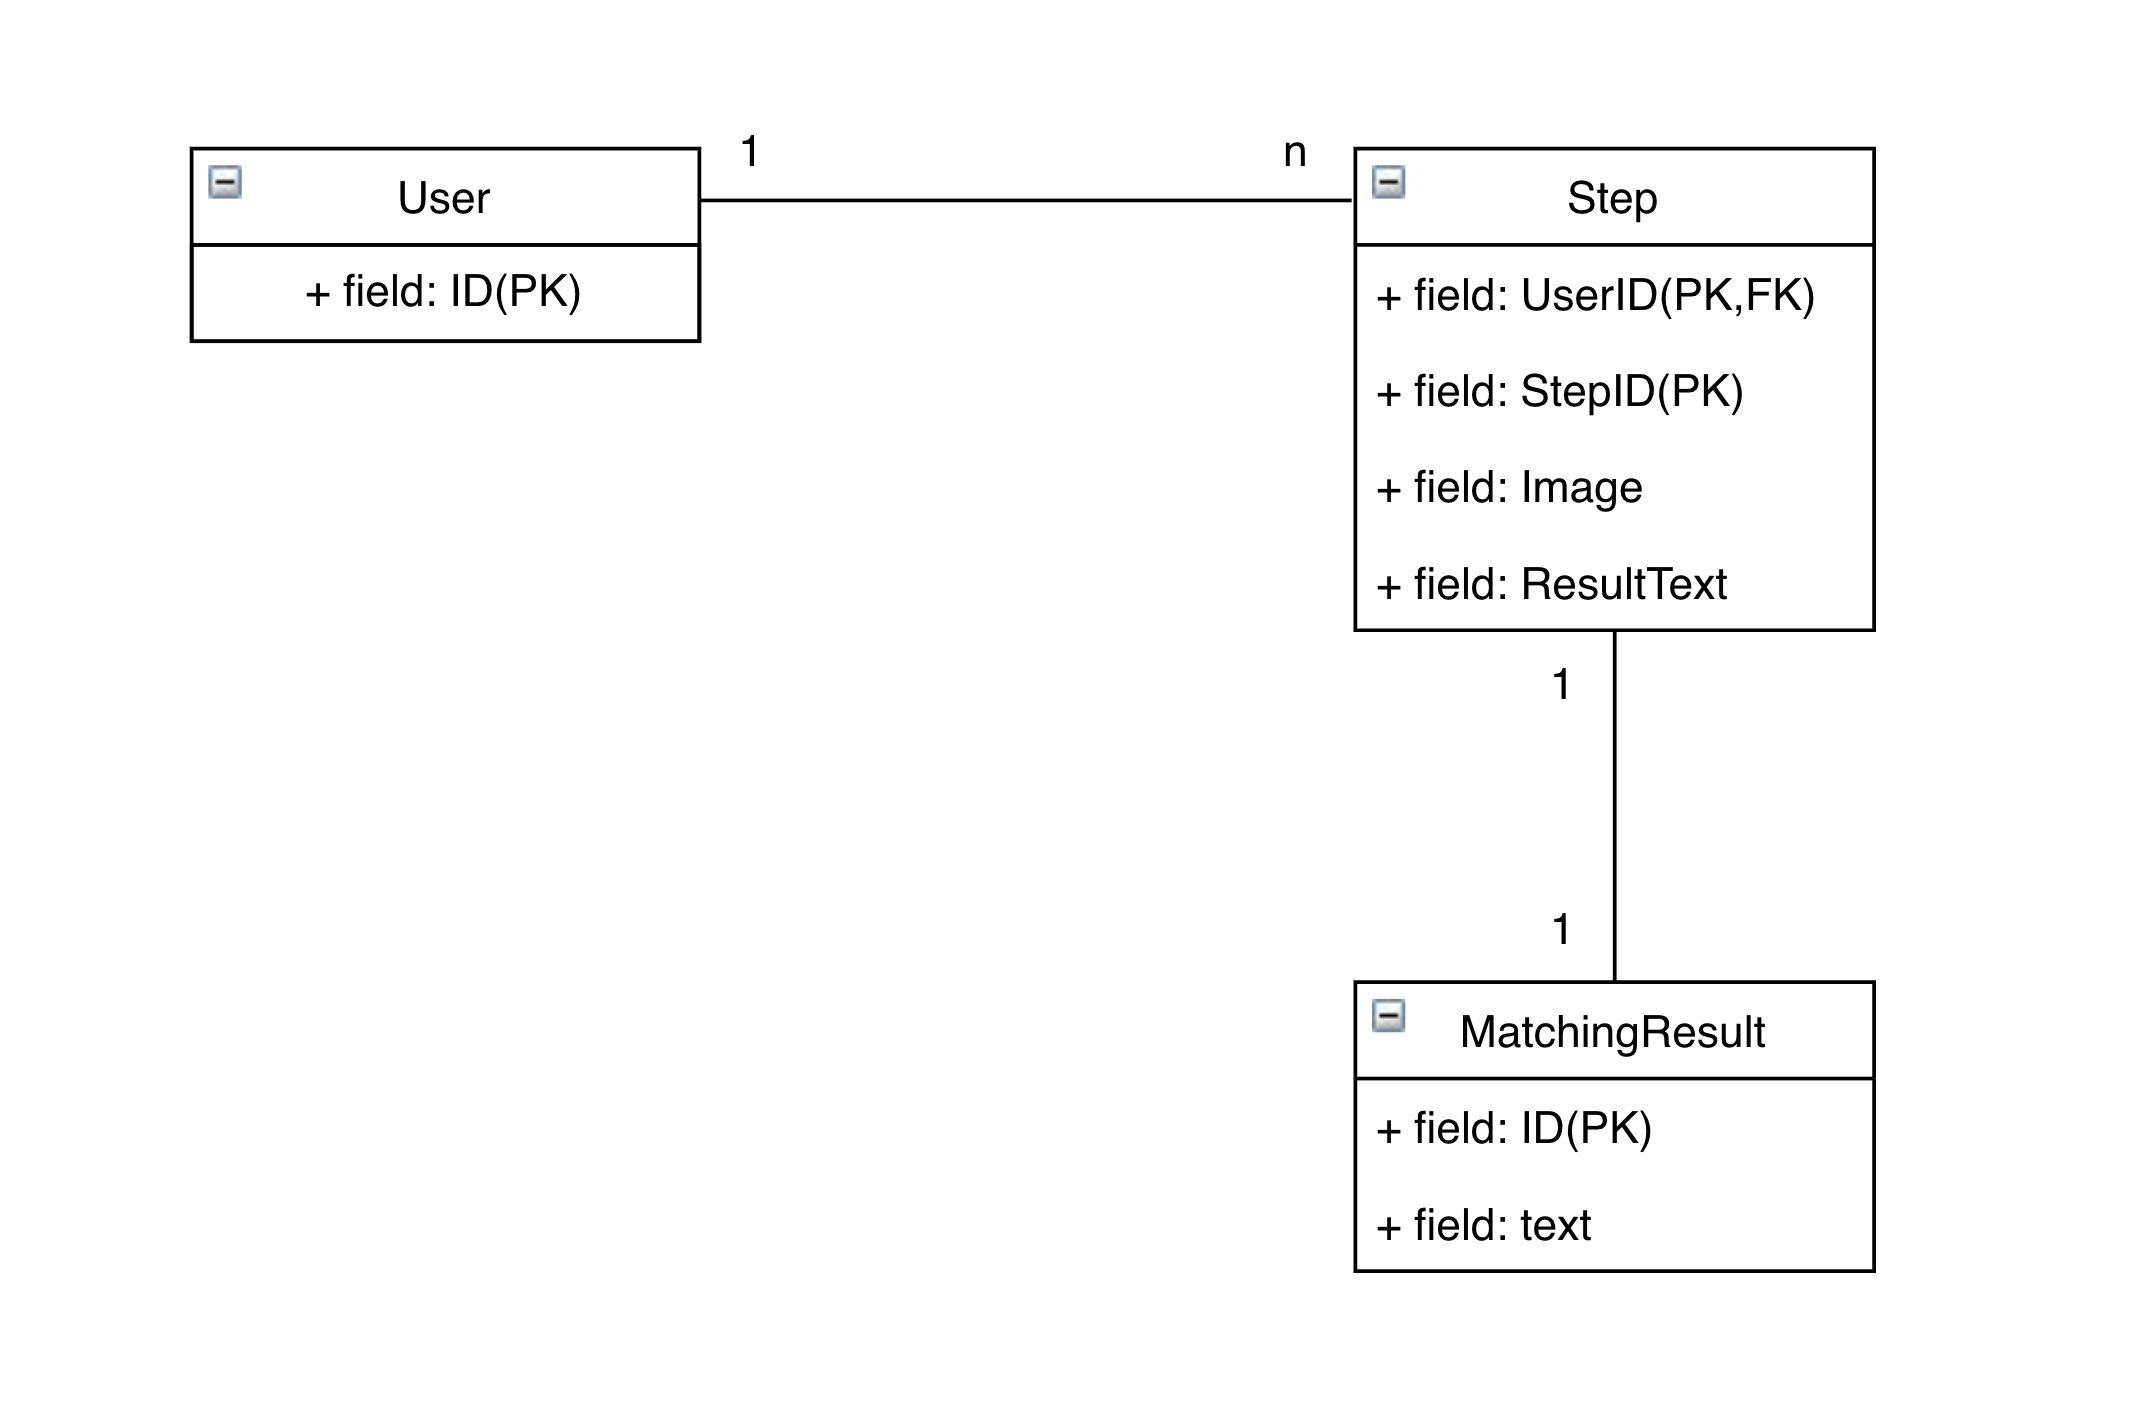 1
n
User
+ field: ID(PK)
Step
+ field: UserID(PK,FK)
+ field: StepID(PK)
+ field: Image
+ field: ResultText
1
1
MatchingResult
+ field: ID(PK)
+ field: text